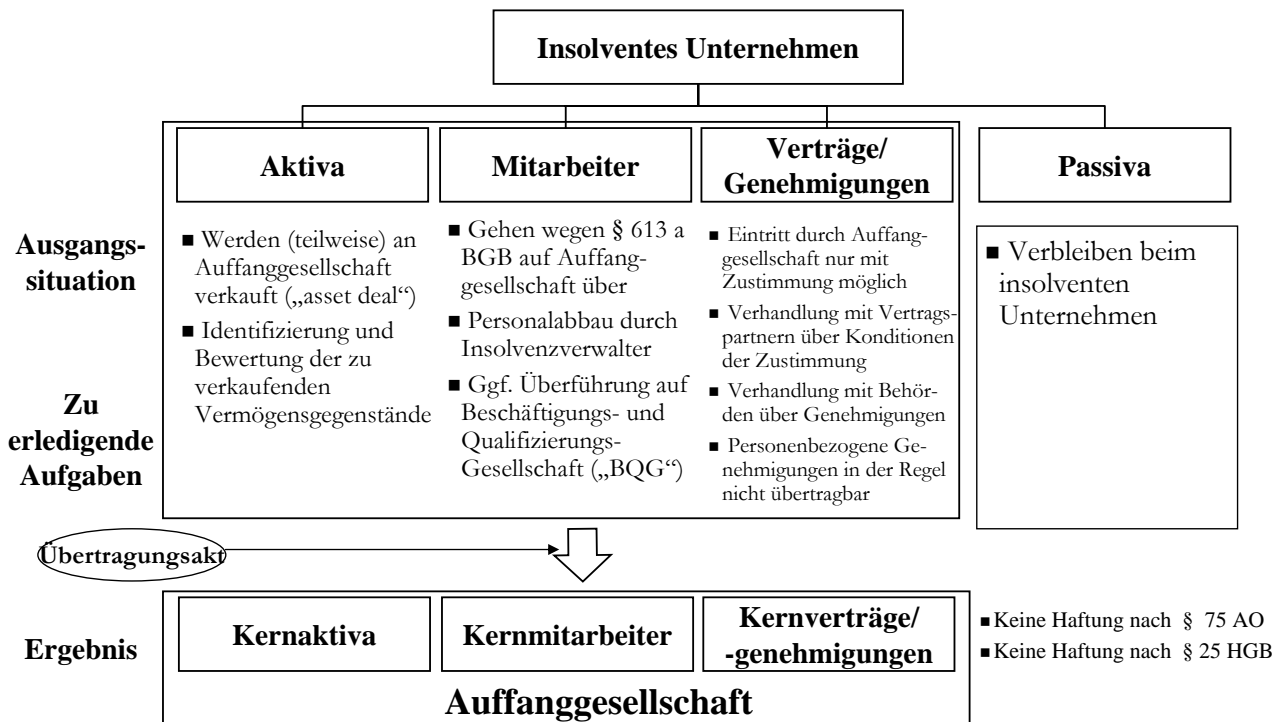 Insolventes Unternehmen
Aktiva
Mitarbeiter
Verträge/
Genehmigungen
Passiva
Ausgangs-
situation
Zu
erledigende
Aufgaben
■ Werden (teilweise) an
Auffanggesellschaft
verkauft („asset deal“)
■ Identifizierung und
Bewertung der zu
verkaufenden
Vermögensgegenstände
■ Gehen wegen § 613 a
BGB auf Auffang-
gesellschaft über
■ Personalabbau durch
Insolvenzverwalter
■ Ggf. Überführung auf
Beschäftigungs- und
Qualifizierungs-
Gesellschaft („BQG“)
■ Eintritt durch Auffang-
gesellschaft nur mit
Zustimmung möglich
■ Verhandlung mit Vertrags-
partnern über Konditionen
der Zustimmung
■ Verhandlung mit Behör-
den über Genehmigungen
■ Personenbezogene Ge-
nehmigungen in der Regel
nicht übertragbar
■ Verbleiben beim
insolventen
Unternehmen
Übertragungsakt
Ergebnis
Kernaktiva
Kernmitarbeiter
Kernverträge/
-genehmigungen
Auffanggesellschaft
■ Keine Haftung nach § 75 AO
■ Keine Haftung nach § 25 HGB